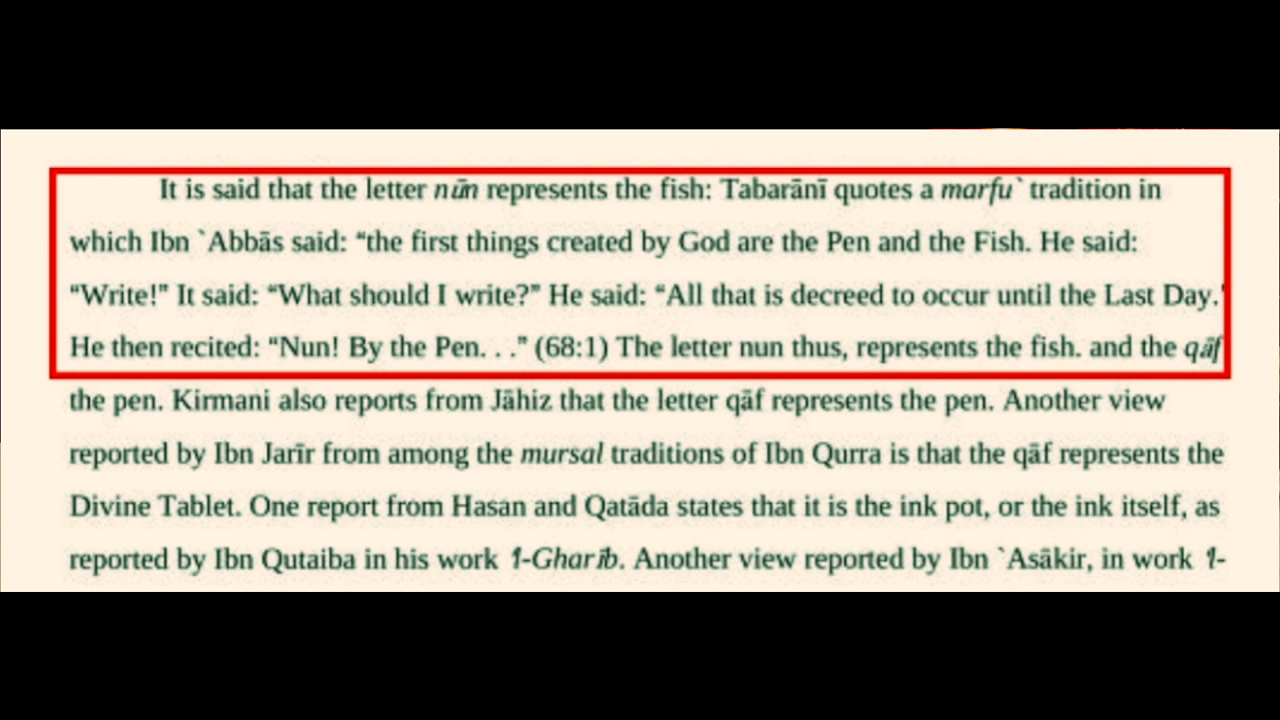 It is said that the letter nūn represents the fish: Tabarānī quotes a marfu` tradition in
which Ibn `Abbās said: “the first things created by God are the Pen and the Fish. He said:
“Write!” It said: “What should I write?” He said: “All that is decreed to occur until the Last Day.'
He then recited: “Nun! By the Pen. . .” (68:1) The letter nun thus, represents the fish. and the qāf
the pen. Kirmani also reports from Jāhiz that the letter qāf represents the pen. Another view
reported by Ibn Jarīr from among the mursal traditions of Ibn Qurra is that the qāf represents the
Divine Tablet. One report from Hasan and Qatāda states that it is the ink pot, or the ink itself, as
reported by Ibn Qutaiba in his work 'l-Gharīb. Another view reported by Ibn `Asākir, in work 'l-